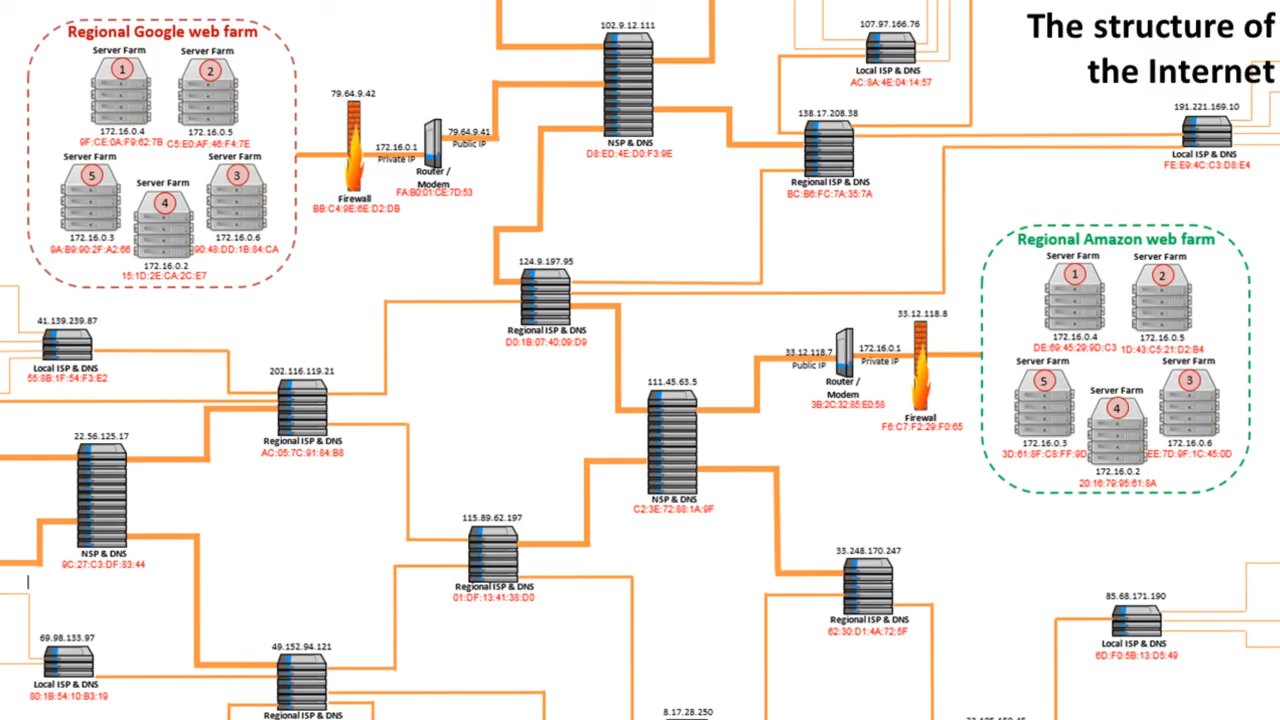 The structure of
the Internet
Regional Google web farm
Server Farm
1
172.16.0.4
9F:CE:0A:F9:62:7B
Server Farm
2
172.16.0.5
C5:E0:AF:46:F4:7E
Server Farm
5
172.16.0.3
9A:B9:90:2F:A2:66
Server Farm
4
172.16.0.2
15:1D:2E:CA:2C:E7
Server Farm
3
172.16.0.6
90:48:DD:1B:84:CA
79.64.9.42
Firewall
BB:C4:9E:6E:D2:DB
172.16.0.1
Private IP
79.64.9.41
Public IP
Router /
Modem
FA:B0:01:CE:7D:53
102.9.12.111
NSP & DNS
D8:ED:4E:D0:F3:9E
107.97.166.76
Local ISP & DNS
AC:8A:4E:04:14:57
138.17.208.38
Regional ISP & DNS
BC:B6:FC:7A:35:7A
191.221.169.10
Local ISP & DNS
FE:E9:4C:C3:D8:E4
124.9.197.95
Regional ISP & DNS
D0:1B:07:40:09:D9
Regional Amazon web farm
Server Farm
1
172.16.0.4
DE:69:45:29:9D:C3
Server Farm
2
172.16.0.5
1D:43:C5:21:D2:B4
Server Farm
5
172.16.0.3
3D:61:8F:C8:FF:9D
Server Farm
4
172.16.0.2
20:16:79:95:61:8A
Server Farm
3
172.16.0.6
EE:7D:9F:1C:45:0D
33.12.118.7
Public IP
Router /
Modem
3B:2C:32:85:E0:58
172.16.0.1
Private IP
33.12.118.8
Firewal
F6:C7:F2:29:F0:65
41.139.239.87
Local ISP & DNS
55:8B:1F:54:F3:E2
202.116.119.21
Regional ISP & DNS
AC:05:7C:91:84:B8
111.45.63.5
NSP & DNS
C2:3E:72:88:1A:9F
22.56.125.17
NSP & DNS
9C:27:C3:DF:83:44
115.89.62.197
Regional ISP & DNS
01:DF:13:41:38:D0
33.248.170.247
Regional ISP & DNS
62:30:D1:4A:72:5F
85.68.171.190
Local ISP & DNS
6D:F0:5B:13:D5:49
69.98.133.97
Local ISP & DNS
80:1B:54:10:B3:19
49.152.94.121
Regional ISP & DNS
8.17.28.250